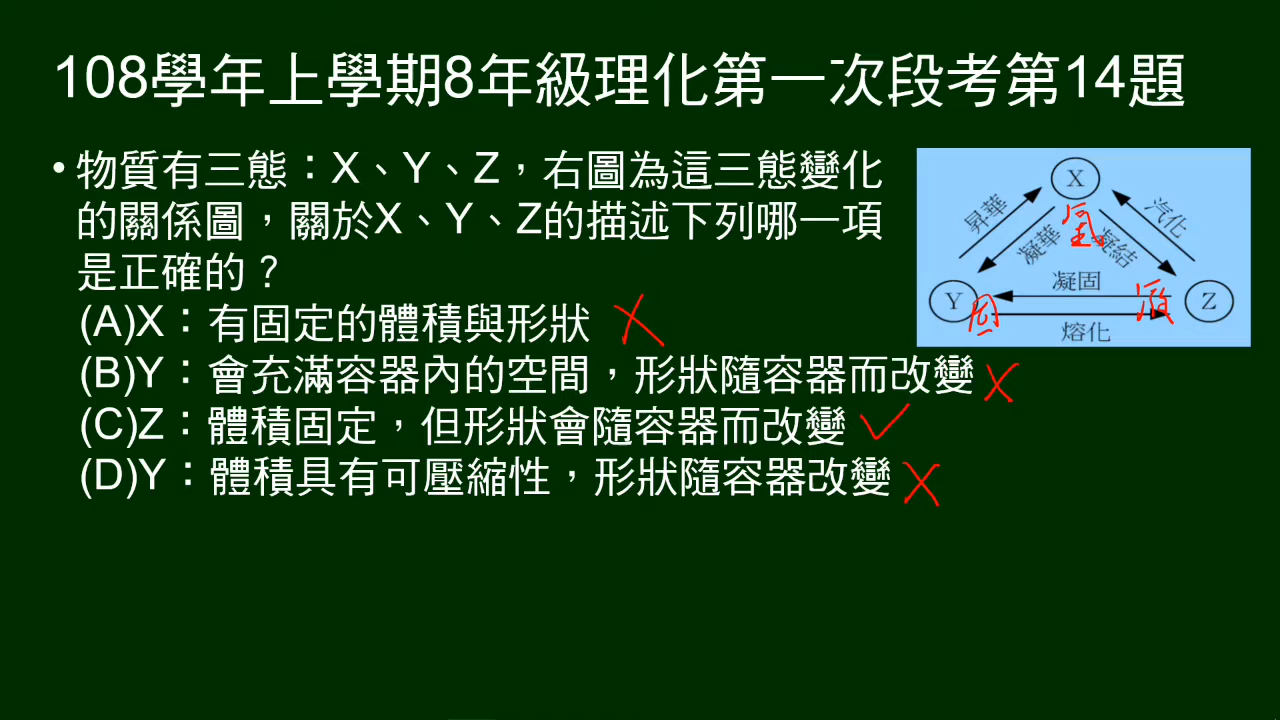 108學年上學期8年級理化第一次段考第14題
• 物質有三態：X、Y、Z，右圖為這三態變化
的關係圖，關於X、Y、Z的描述下列哪一項
是正確的？
(A)X：有固定的體積與形狀
(B)Y：會充滿容器內的空間，形狀隨容器而改變
(C)Z：體積固定，但形狀會隨容器而改變
(D)Y：體積具有可壓縮性，形狀隨容器改變
X
昇華
凝華
氣
凝結
汽化
Y
固
凝固
熔化
液
Z